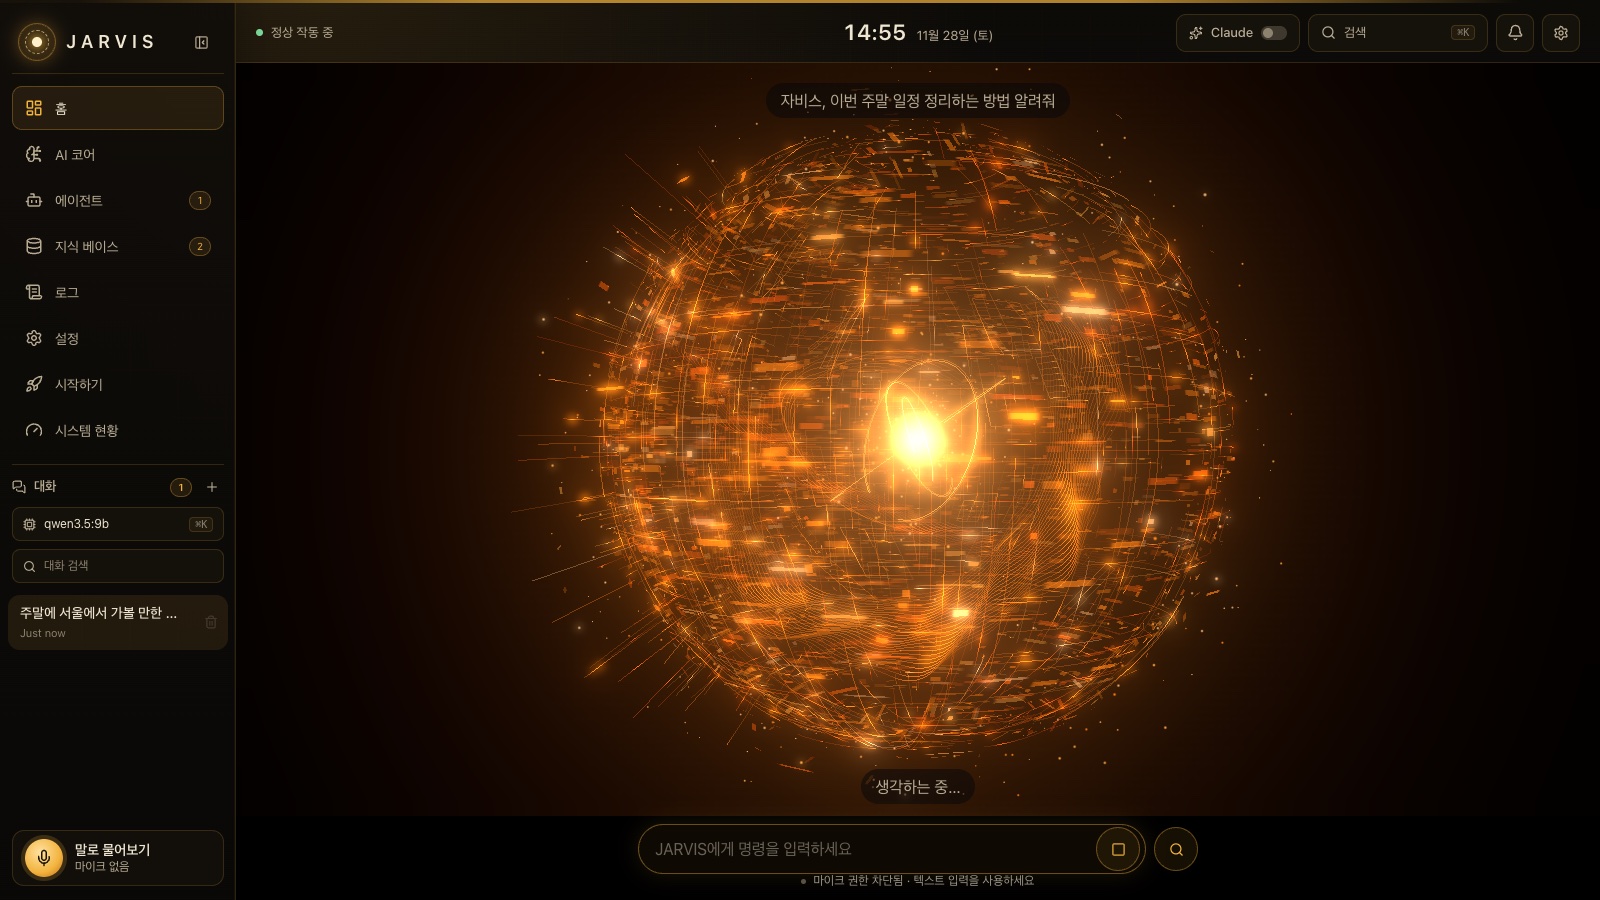 JARVIS
홈
AI 코어
에이전트
1
지식 베이스
2
로그
설정
시작하기
시스템 현황
대화
1
qwen3.5:9b
⌘K
대화 검색
주말에 서울에서 가볼 만한 ...
Just now
말로 물어보기
마이크 없음
정상 작동 중
14:55 11월 28일 (토)
Claude
검색
⌘K
자비스, 이번 주말 일정 정리하는 방법 알려줘
생각하는 중...
JARVIS에게 명령을 입력하세요
마이크 권한 차단됨 · 텍스트 입력을 사용하세요